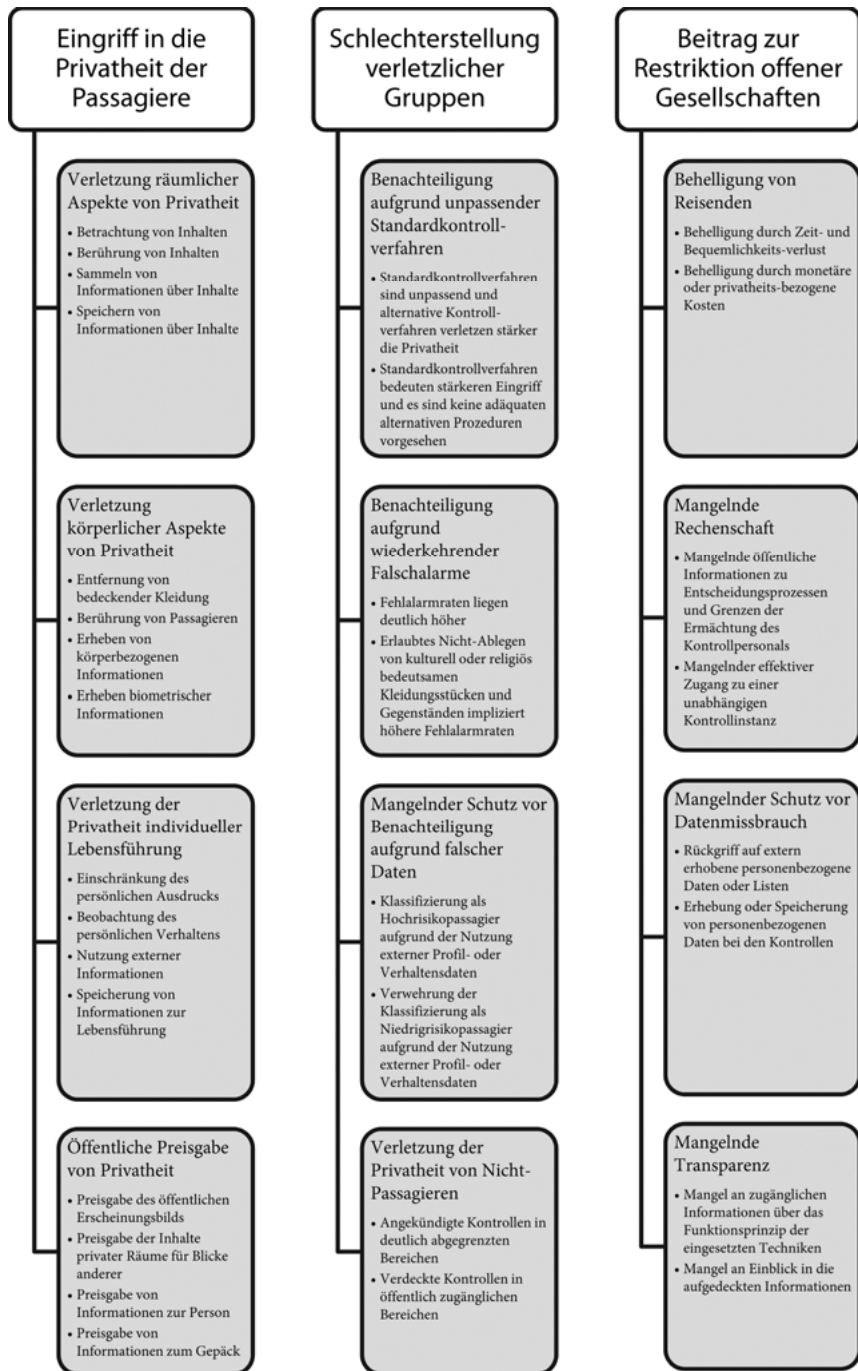 Eingriff in die
Privatheit der
Passagiere
Verletzung räumlicher
Aspekte von Privatheit
• Betrachtung von Inhalten
• Berührung von Inhalten
• Sammeln von
Informationen über Inhalte
• Speichern von
Informationen über Inhalte
Verletzung
körperlicher Aspekte
von Privatheit
• Entfernung von
bedeckender Kleidung
• Berührung von Passagieren
• Erheben von
körperbezogenen
Informationen
• Erheben biometrischer
Informationen
Verletzung der
Privatheit individueller
Lebensführung
• Einschränkung des
persönlichen Ausdrucks
• Beobachtung des
persönlichen Verhaltens
• Nutzung externer
Informationen
• Speicherung von
Informationen zur
Lebensführung
Öffentliche Preisgabe
von Privatheit
• Preisgabe des öffentlichen
Erscheinungsbilds
• Preisgabe der Inhalte
privater Räume für Blicke
anderer
• Preisgabe von
Informationen zur Person
• Preisgabe von
Informationen zum Gepäck
Schlechterstellung
verletzlicher
Gruppen
Benachteiligung
aufgrund unpassender
Standardkontroll-
verfahren
• Standardkontrollverfahren
sind unpassend und
alternative Kontroll-
verfahren verletzen stärker
die Privatheit
• Standardkontrollverfahren
bedeuten stärkeren Eingriff
und es sind keine adäquaten
alternativen Prozeduren
vorgesehen
Benachteiligung
aufgrund
wiederkehrender
Falschalarme
• Fehlalarmraten liegen
deutlich höher
• Erlaubtes Nicht-Ablegen
von kulturell oder religiös
bedeutsamen
Kleidungsstücken und
Gegenständen impliziert
höhere Fehlalarmraten
Mangelnder Schutz vor
Benachteiligung
aufgrund falscher
Daten
• Klassifizierung als
Hochrisikopassagier
aufgrund der Nutzung
externer Profil- oder
Verhaltensdaten
• Verwehrung der
Klassifizierung als
Niedrigrisikopassagier
aufgrund der Nutzung
externer Profil- oder
Verhaltensdaten
Verletzung der
Privatheit von Nicht-
Passagieren
• Angekündigte Kontrollen in
deutlich abgegrenzten
Bereichen
• Verdeckte Kontrollen in
öffentlich zugänglichen
Bereichen
Beitrag zur
Restriktion offener
Gesellschaften
Behelligung von
Reisenden
• Behelligung durch Zeit- und
Bequemlichkeits-verlust
• Behelligung durch monetäre
oder privatheits-bezogene
Kosten
Mangelnde
Rechenschaft
• Mangelnde öffentliche
Informationen zu
Entscheidungsprozessen
und Grenzen der
Ermächtung des
Kontrollpersonals
• Mangelnder effektiver
Zugang zu einer
unabhängigen
Kontrollinstanz
Mangelnder Schutz vor
Datenmissbrauch
• Rückgriff auf extern
erhobene personenbezogene
Daten oder Listen
• Erhebung oder Speicherung
von personenbezogenen
Daten bei den Kontrollen
Mangelnde
Transparenz
• Mangel an zugänglichen
Informationen über das
Funktionsprinzip der
eingesetzten Techniken
• Mangel an Einblick in die
aufgedeckten Informationen